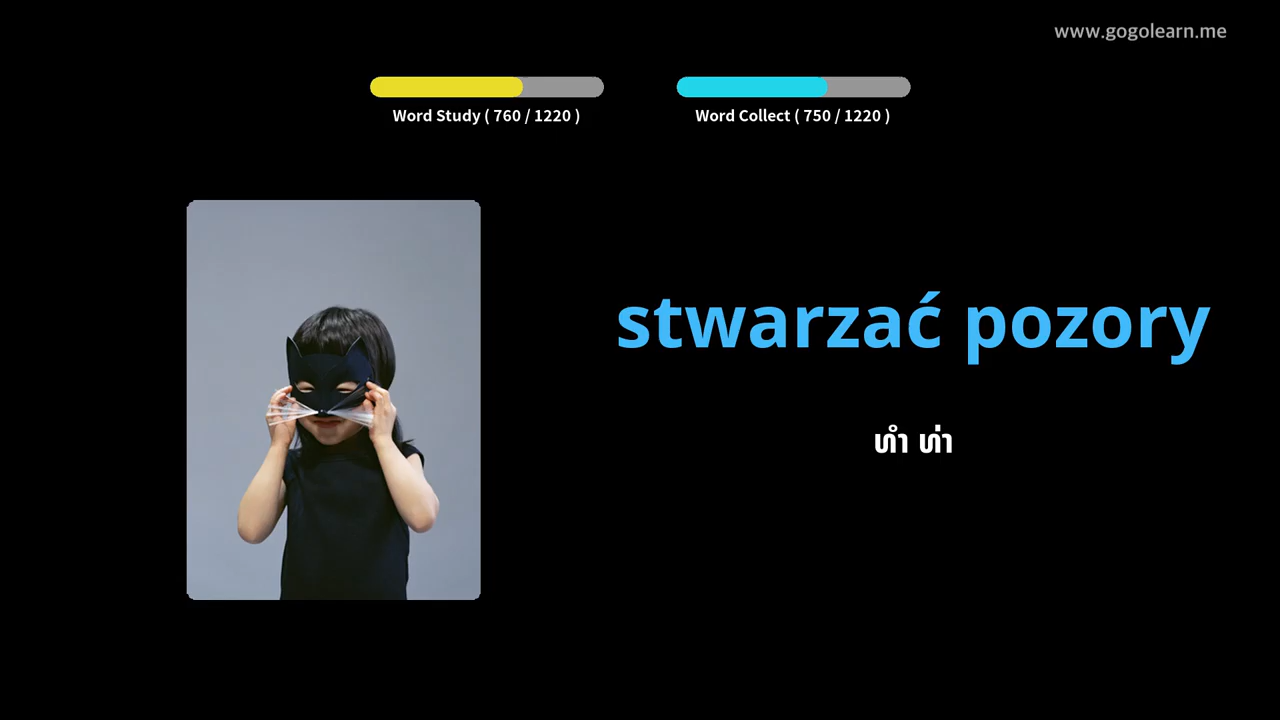 www.gogolearn.me
Word Study ( 760 / 1220 )
Word Collect ( 750 / 1220 )
stwarzać pozory
ทำ ท่า